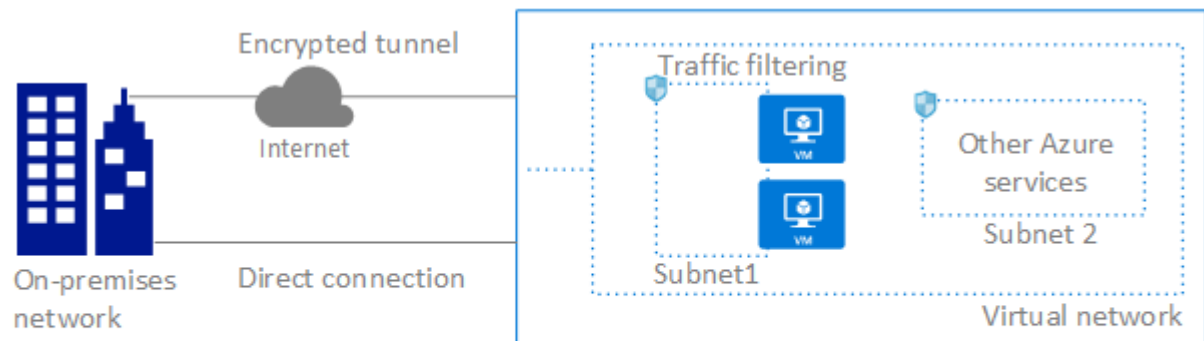 Encrypted tunnel
Internet
On-premises
network
Direct connection
Traffic filtering
VM
VM
Subnet1
Other Azure
services
Subnet 2
Virtual network